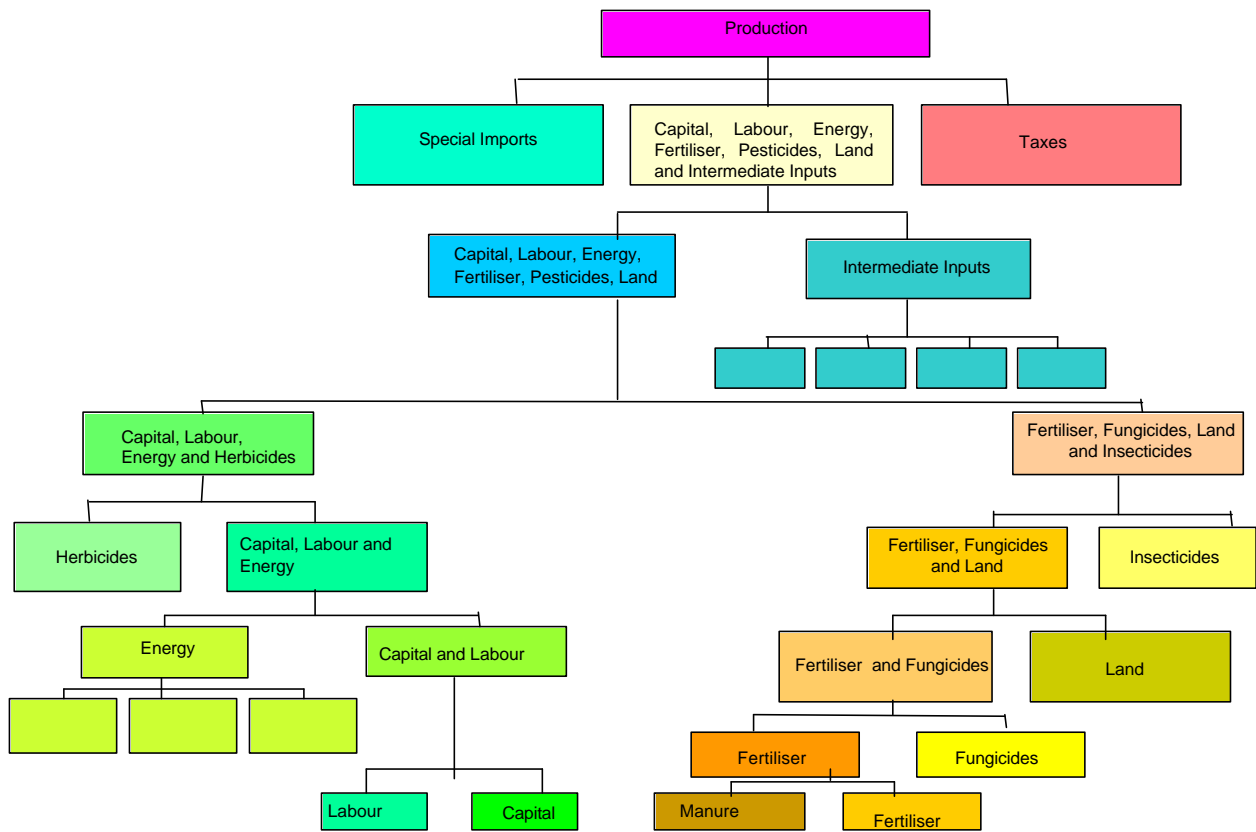 Production
Special Imports
Capital, Labour, Energy,
Fertiliser, Pesticides, Land
and Intermediate Inputs
Taxes
Capital, Labour, Energy,
Fertiliser, Pesticides, Land
Intermediate Inputs
Capital, Labour,
Energy and Herbicides
Fertiliser, Fungicides, Land
and Insecticides
Herbicides
Capital, Labour and
Energy
Fertiliser, Fungicides
and Land
Insecticides
Energy
Capital and Labour
Fertiliser and Fungicides
Land
Fertiliser
Fungicides
Labour
Capital
Manure
Fertiliser